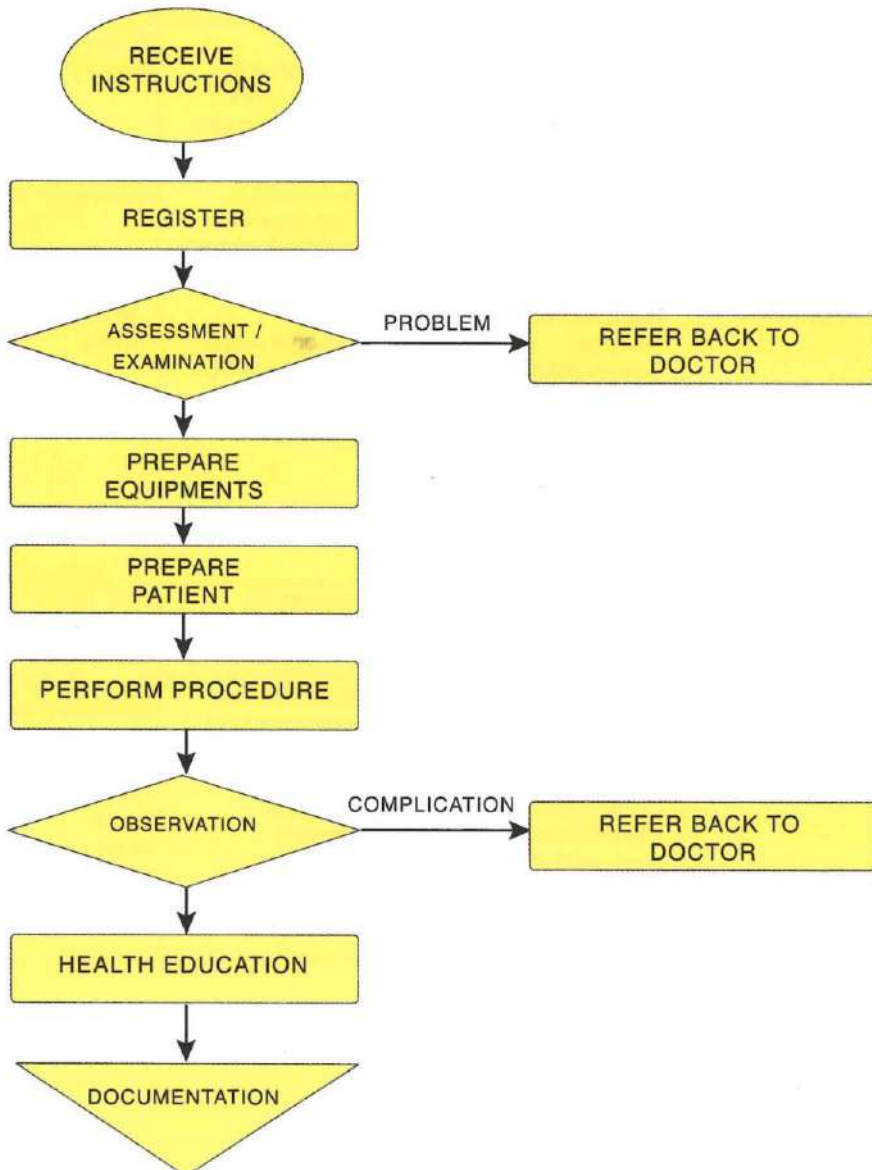 RECEIVE
INSTRUCTIONS
REGISTER
ASSESSMENT /
EXAMINATION
PROBLEM
REFER BACK TO
DOCTOR
PREPARE
EQUIPMENTS
PREPARE
PATIENT
PERFORM PROCEDURE
OBSERVATION
COMPLICATION
REFER BACK TO
DOCTOR
HEALTH EDUCATION
DOCUMENTATION